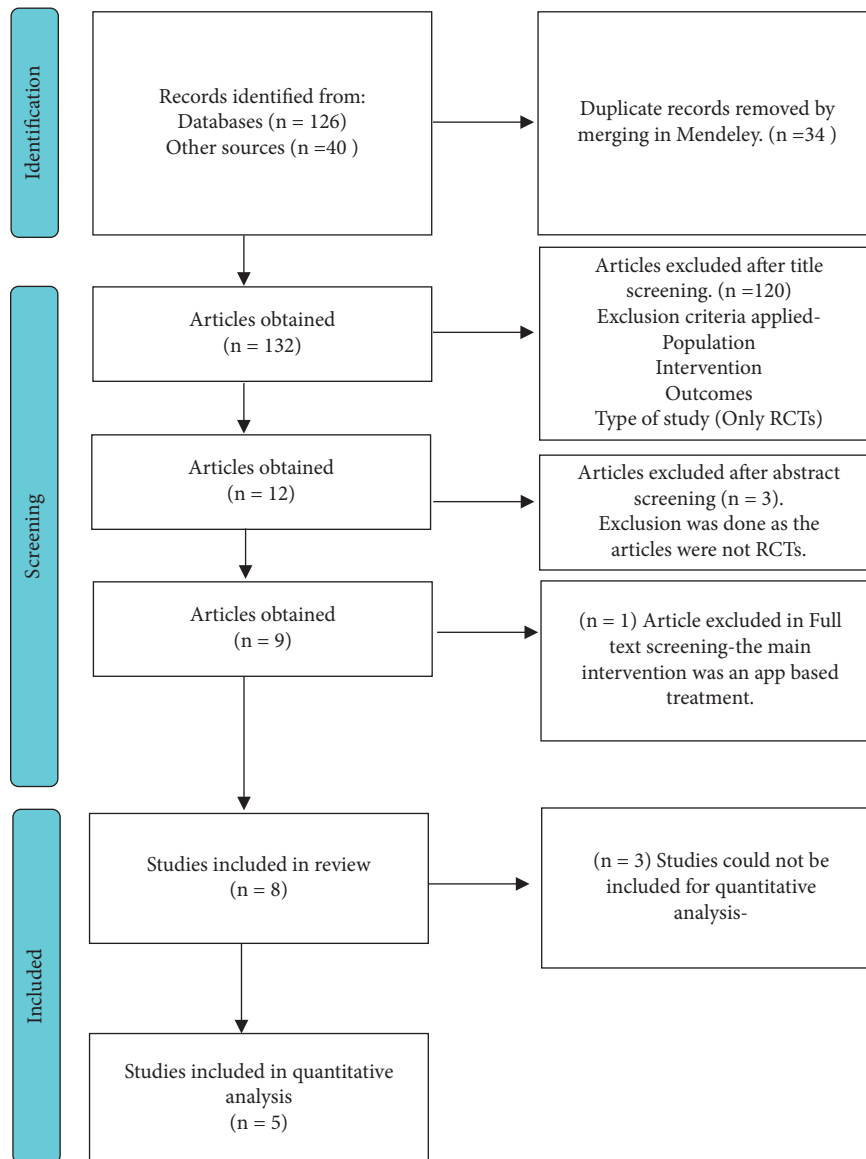 Identification
Records identified from:
Databases (n = 126)
Other sources (n =40 )
Duplicate records removed by
merging in Mendeley. (n =34 )
Screening
Articles obtained
(n = 132)
Articles excluded after title
screening. (n =120)
Exclusion criteria applied-
Population
Intervention
Outcomes
Type of study (Only RCTs)
Articles obtained
(n = 12)
Articles excluded after abstract
screening (n = 3).
Exclusion was done as the
articles were not RCTs.
Articles obtained
(n = 9)
(n = 1) Article excluded in Full
text screening-the main
intervention was an app based
treatment.
Included
Studies included in review
(n = 8)
(n = 3) Studies could not be
included for quantitative
analysis-
Studies included in quantitative
analysis
(n = 5)